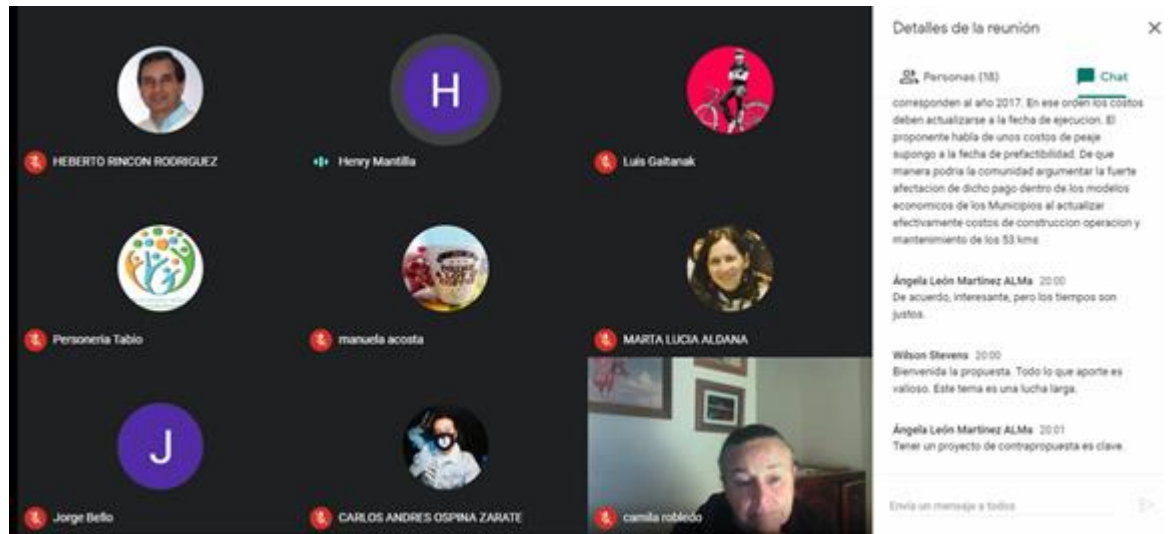 H
HEBERTO RINCON RODRIGUEZ
Henry Mantilla
Luis Gaitanak
Personeria Tabio
manuela acosta
MARTA LUCIA ALDANA
J
Jorge Bello
CARLOS ANDRES OSPINA ZARATE
camila robledo
Detalles de la reunión
Personas (18)
Chat
corresponden al año 2017. En ese orden los costos
deben actualizarse a la fecha de ejecucion. El
proponente habla de unos costos de peaje
supongo a la fecha de prefactibilidad. De que
manera podria la comunidad argumentar la fuerte
afectacion de dicho pago dentro de los modelos
economicos de los Municipios al actualizar
efectivamente costos de construccion operacion y
mantenimiento de los 53 kms
Ángela León Martínez ALMa 20:00
De acuerdo, interesante, pero los tiempos son
justos.
Wilson Stevens 20:00
Bienvenida la propuesta. Todo lo que aporte es
valioso. Este tema es una lucha larga.
Ángela León Martínez ALMa 20:01
Tener un proyecto de contrapropuesta es clave.
Envía un mensaje a todos